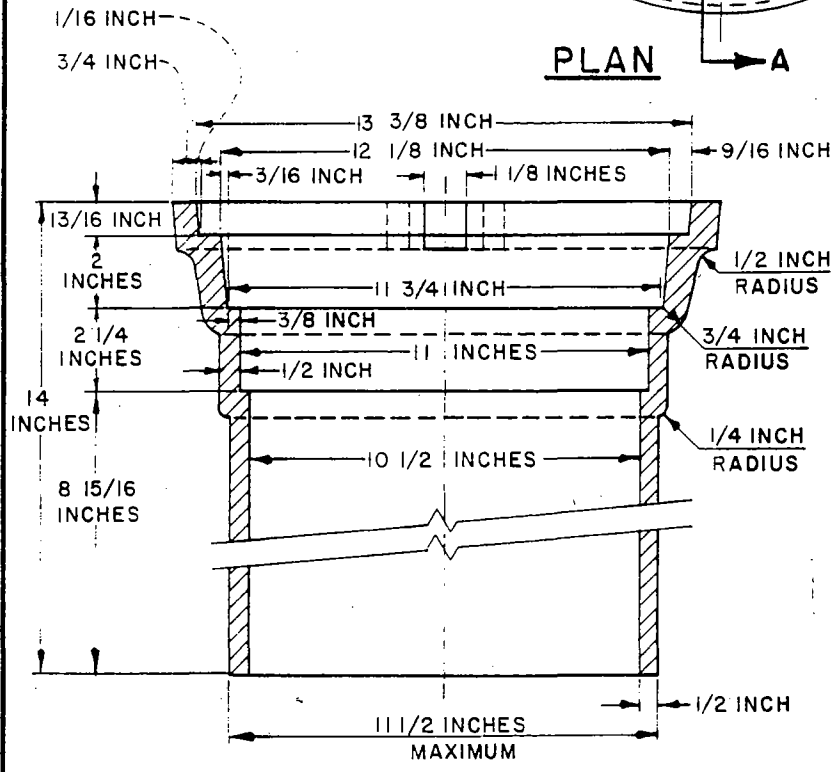 1/16 INCH
3/4 INCH
PLAN
A
13 3/8 INCH
12 1/8 INCH
9/16 INCH
3/16 INCH
1 1/8 INCHES
13/16 INCH
2
INCHES
1/2 INCH
RADIUS
11 3/4 INCH
3/8 INCH
2 1/4
INCHES
3/4 INCH
RADIUS
11 INCHES
1/2 INCH
14
INCHES
1/4 INCH
RADIUS
10 1/2 INCHES
8 15/16
INCHES
1/2 INCH
11 1/2 INCHES
MAXIMUM